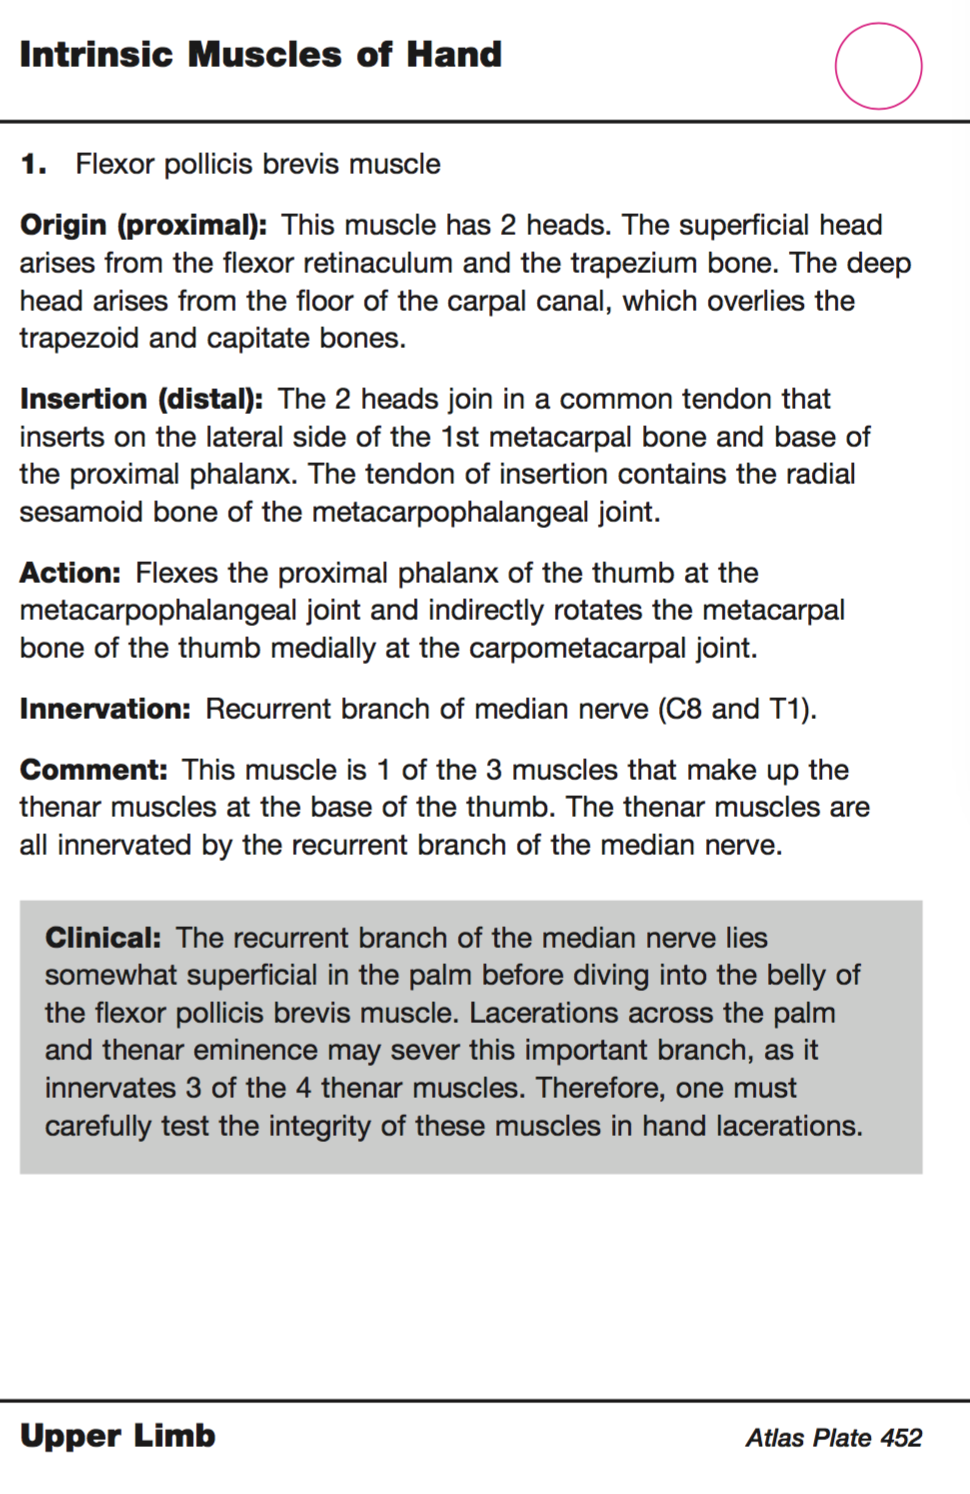 Intrinsic Muscles of Hand
1. Flexor pollicis brevis muscle
Origin (proximal): This muscle has 2 heads. The superficial head
arises from the flexor retinaculum and the trapezium bone. The deep
head arises from the floor of the carpal canal, which overlies the
trapezoid and capitate bones.
Insertion (distal): The 2 heads join in a common tendon that
inserts on the lateral side of the 1st metacarpal bone and base of
the proximal phalanx. The tendon of insertion contains the radial
sesamoid bone of the metacarpophalangeal joint.
Action: Flexes the proximal phalanx of the thumb at the
metacarpophalangeal joint and indirectly rotates the metacarpal
bone of the thumb medially at the carpometacarpal joint.
Innervation: Recurrent branch of median nerve (C8 and T1).
Comment: This muscle is 1 of the 3 muscles that make up the
thenar muscles at the base of the thumb. The thenar muscles are
all innervated by the recurrent branch of the median nerve.
Clinical: The recurrent branch of the median nerve lies
somewhat superficial in the palm before diving into the belly of
the flexor pollicis brevis muscle. Lacerations across the palm
and thenar eminence may sever this important branch, as it
innervates 3 of the 4 thenar muscles. Therefore, one must
carefully test the integrity of these muscles in hand lacerations.
Upper Limb
Atlas Plate 452